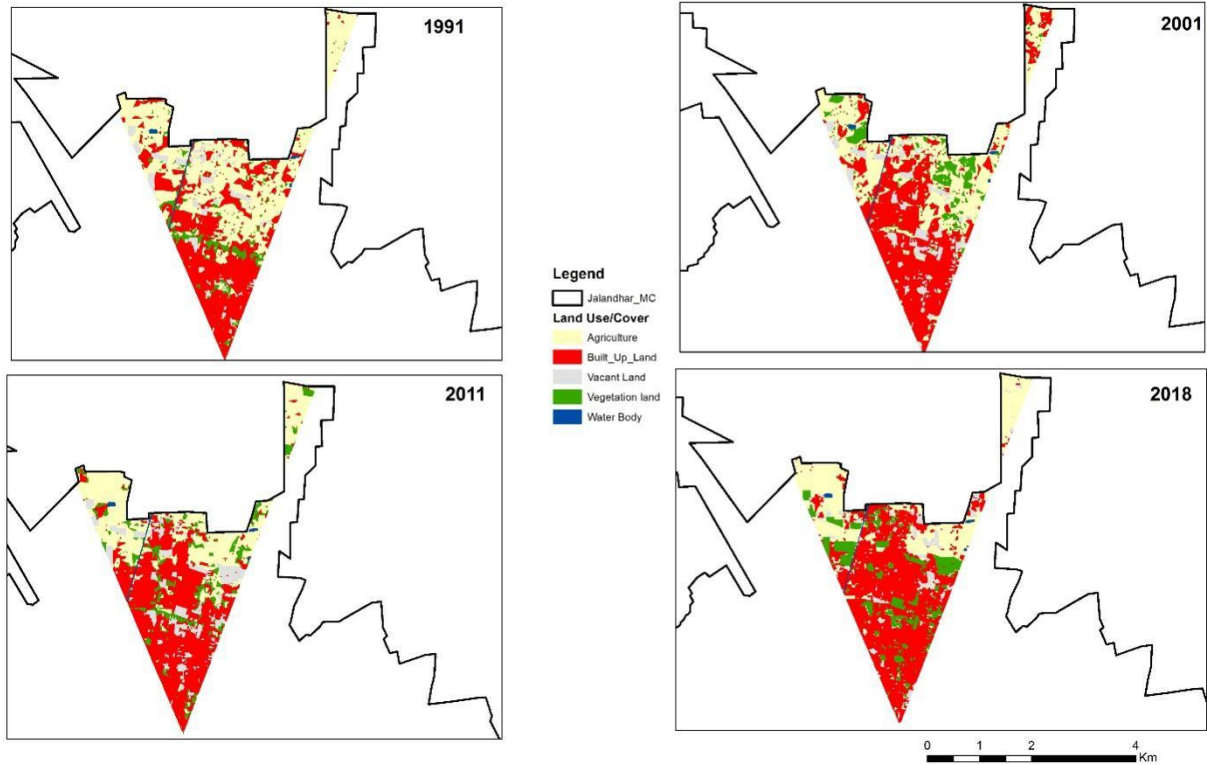 1991
2001
Legend
Jalandhar_MC
Land Use/Cover
Agriculture
Built_Up_Land
Vacant Land
Vegetation land
Water Body
2011
2018
0 1 2 4
Km